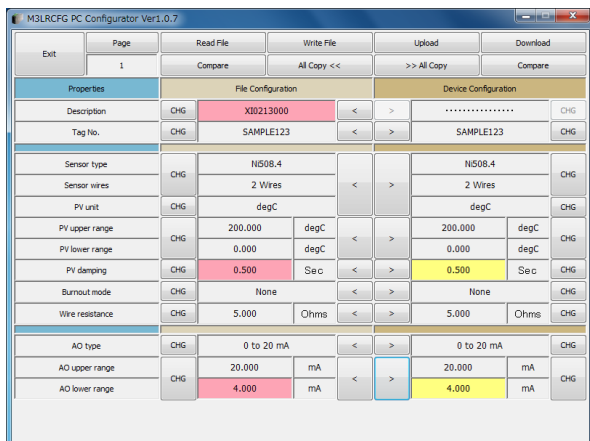 M3LRCFG PC Configurator Ver1.0.7
Exit Page Read File Write File Upload Download
1 Compare All Copy << >> All Copy Compare
Properties File Configuration Device Configuration
Description CHG XI0213000 < > ················ CHG
Tag No. CHG SAMPLE123 < > SAMPLE123 CHG
Sensor type CHG Ni508.4 < > Ni508.4 CHG
Sensor wires 2 Wires 2 Wires
PV unit CHG degC degC CHG
PV upper range CHG 200.000 degC < > 200.000 degC CHG
PV lower range 0.000 degC 0.000 degC
PV damping CHG 0.500 Sec < > 0.500 Sec CHG
Burnout mode CHG None < > None CHG
Wire resistance CHG 5.000 Ohms < > 5.000 Ohms CHG
AO type CHG 0 to 20 mA < > 0 to 20 mA CHG
AO upper range CHG 20.000 mA < > 20.000 mA CHG
AO lower range 4.000 mA 4.000 mA